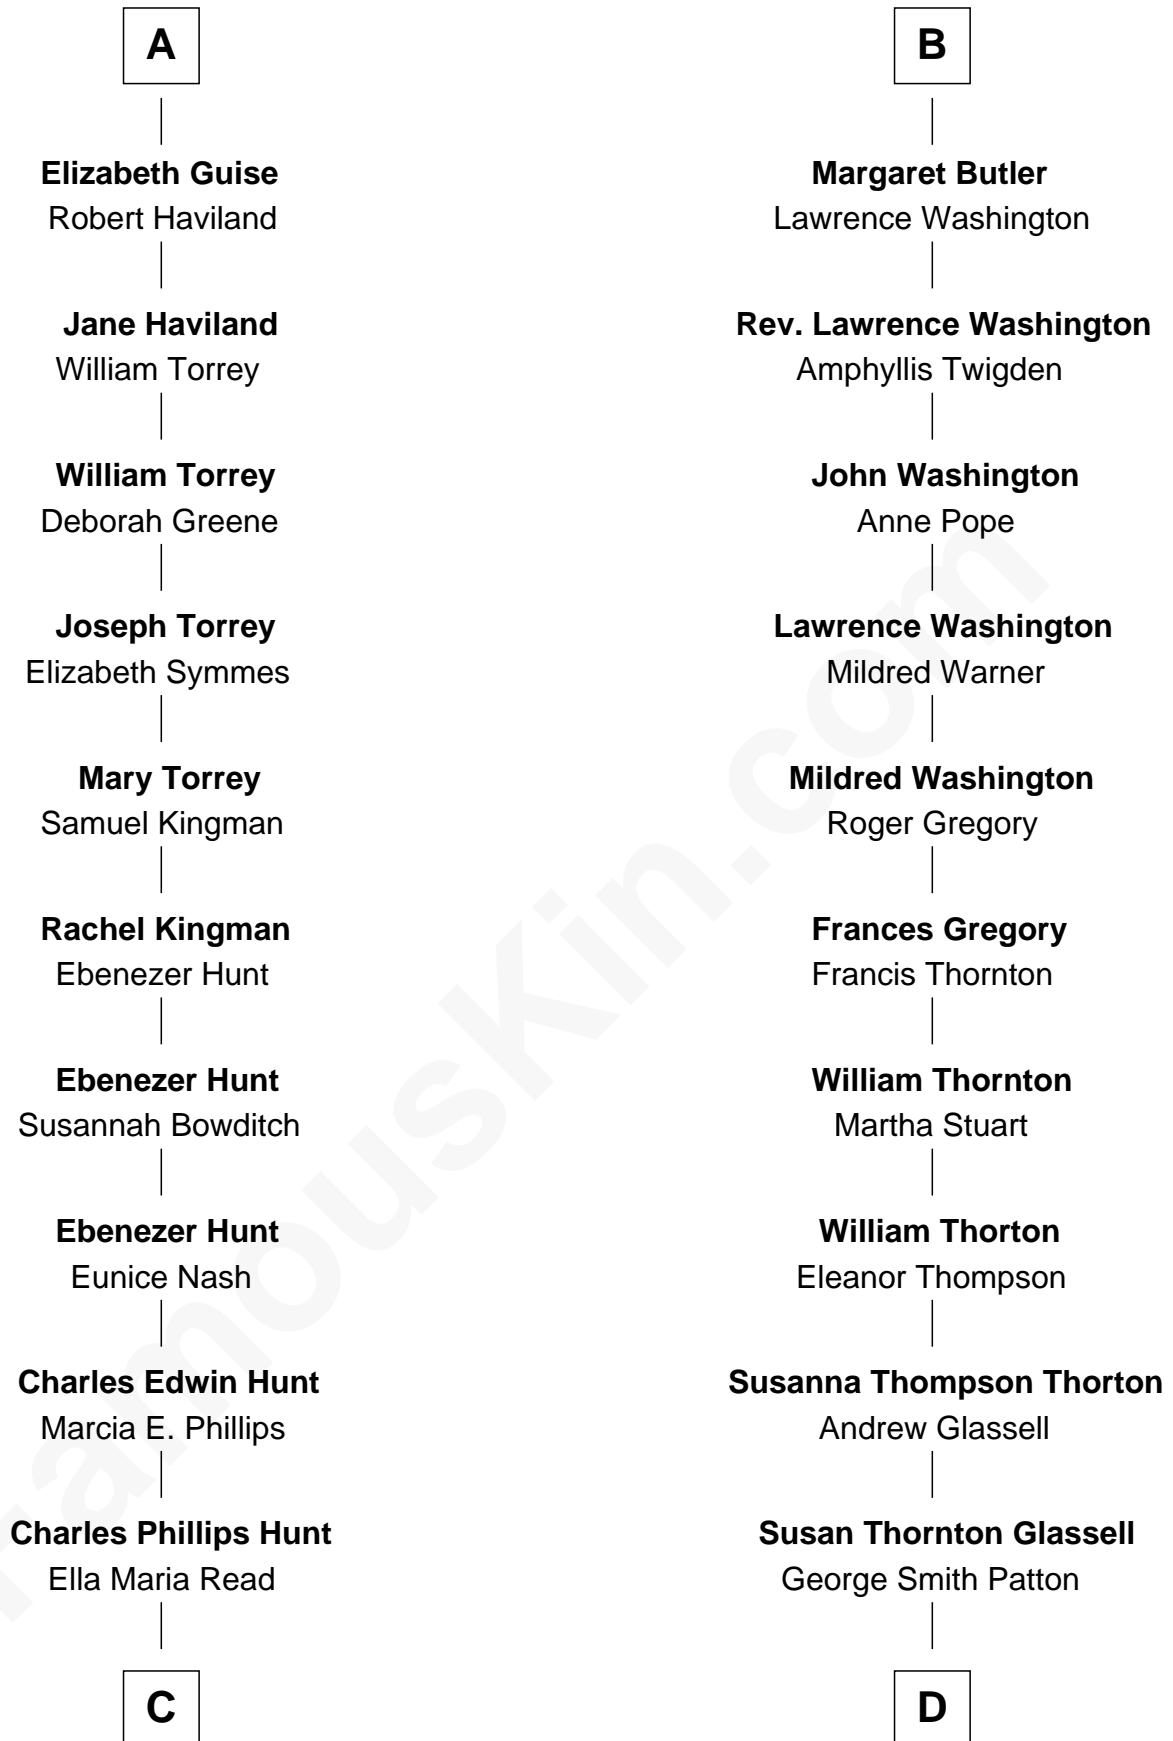 A
Elizabeth Guise
Robert Haviland
Jane Haviland
William Torrey
William Torrey
Deborah Greene
Joseph Torrey
Elizabeth Symmes
Mary Torrey
Samuel Kingman
Rachel Kingman
Ebenezer Hunt
Ebenezer Hunt
Susannah Bowditch
Ebenezer Hunt
Eunice Nash
Charles Edwin Hunt
Marcia E. Phillips
Charles Phillips Hunt
Ella Maria Read
C
B
Margaret Butler
Lawrence Washington
Rev. Lawrence Washington
Amphyllis Twigden
John Washington
Anne Pope
Lawrence Washington
Mildred Warner
Mildred Washington
Roger Gregory
Frances Gregory
Francis Thornton
William Thornton
Martha Stuart
William Thorton
Eleanor Thompson
Susanna Thompson Thorton
Andrew Glassell
Susan Thornton Glassell
George Smith Patton
D
FamousKin.com